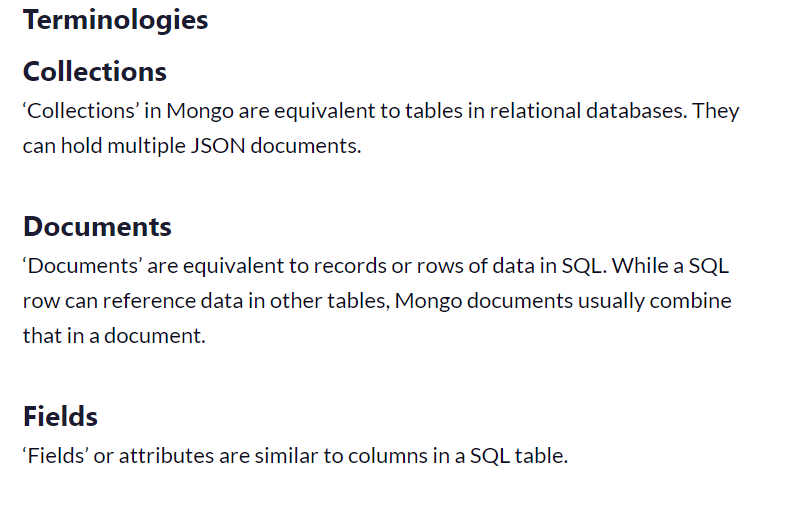 Terminologies
Collections
‘Collections’ in Mongo are equivalent to tables in relational databases. They
can hold multiple JSON documents.
Documents
‘Documents’ are equivalent to records or rows of data in SQL. While a SQL
row can reference data in other tables, Mongo documents usually combine
that in a document.
Fields
‘Fields’ or attributes are similar to columns in a SQL table.